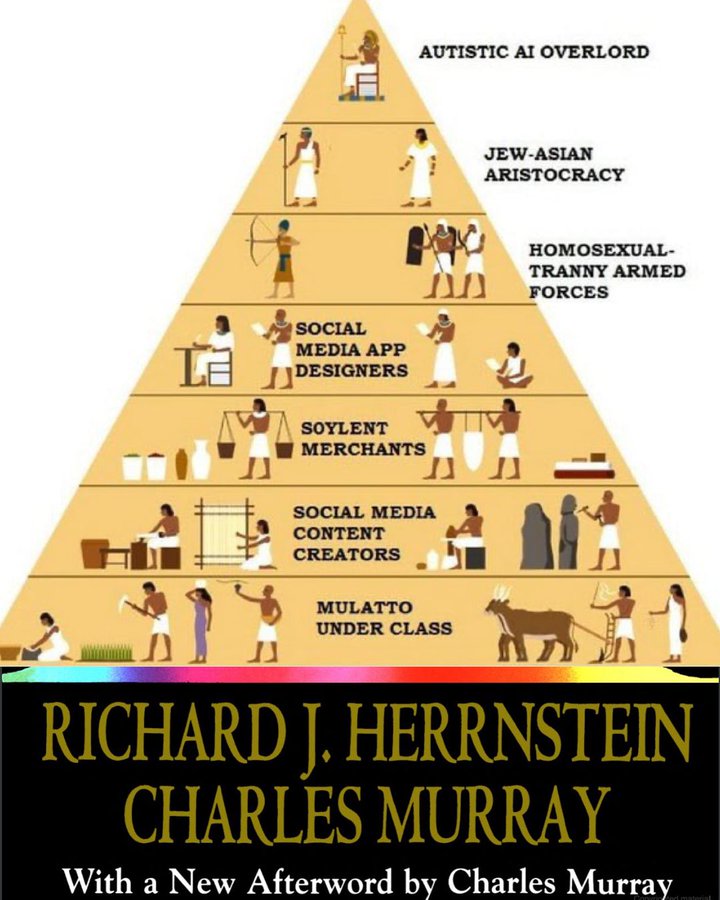 AUTISTIC AI OVERLORD
JEW-ASIAN
ARISTOCRACY
HOMOSEXUAL-
TRANNY ARMED
FORCES
SOCIAL
MEDIA APP
DESIGNERS
SOYLENT
MERCHANTS
SOCIAL MEDIA
CONTENT
CREATORS
MULATTO
UNDER CLASS
RICHARD J. HERRNSTEIN
CHARLES MURRAY
With a New Afterword by Charles Murray